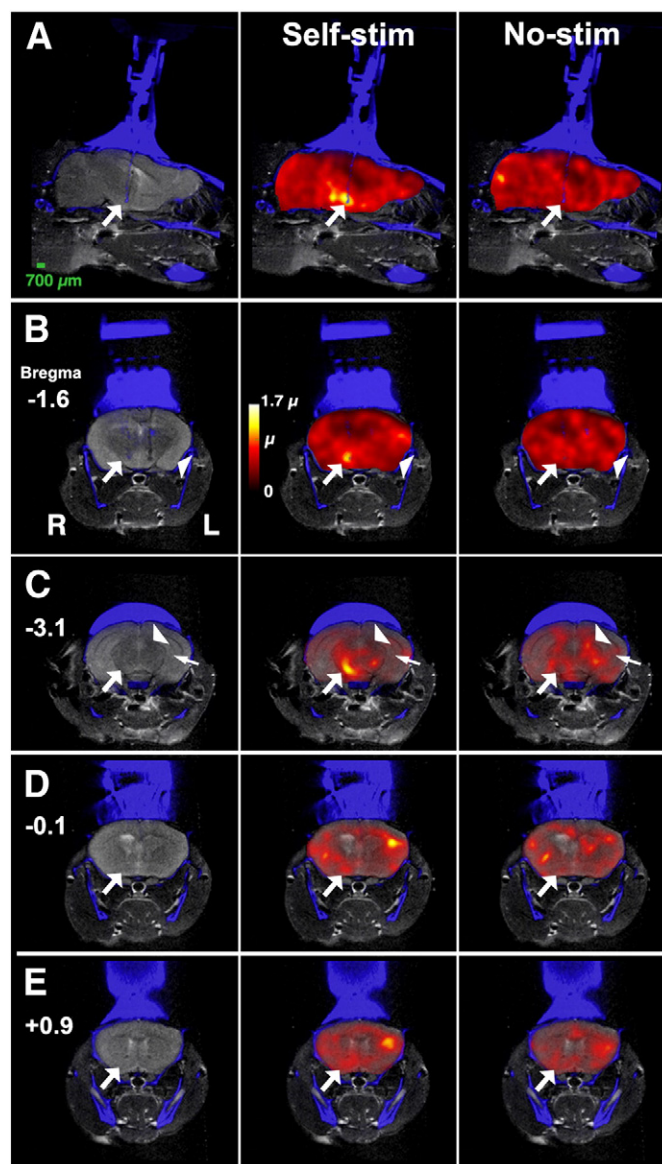 A
Self-stim
No-stim
700 µm
B
Bregma
-1.6
1.7 µ
µ
0
R
L
C
-3.1
D
-0.1
E
+0.9